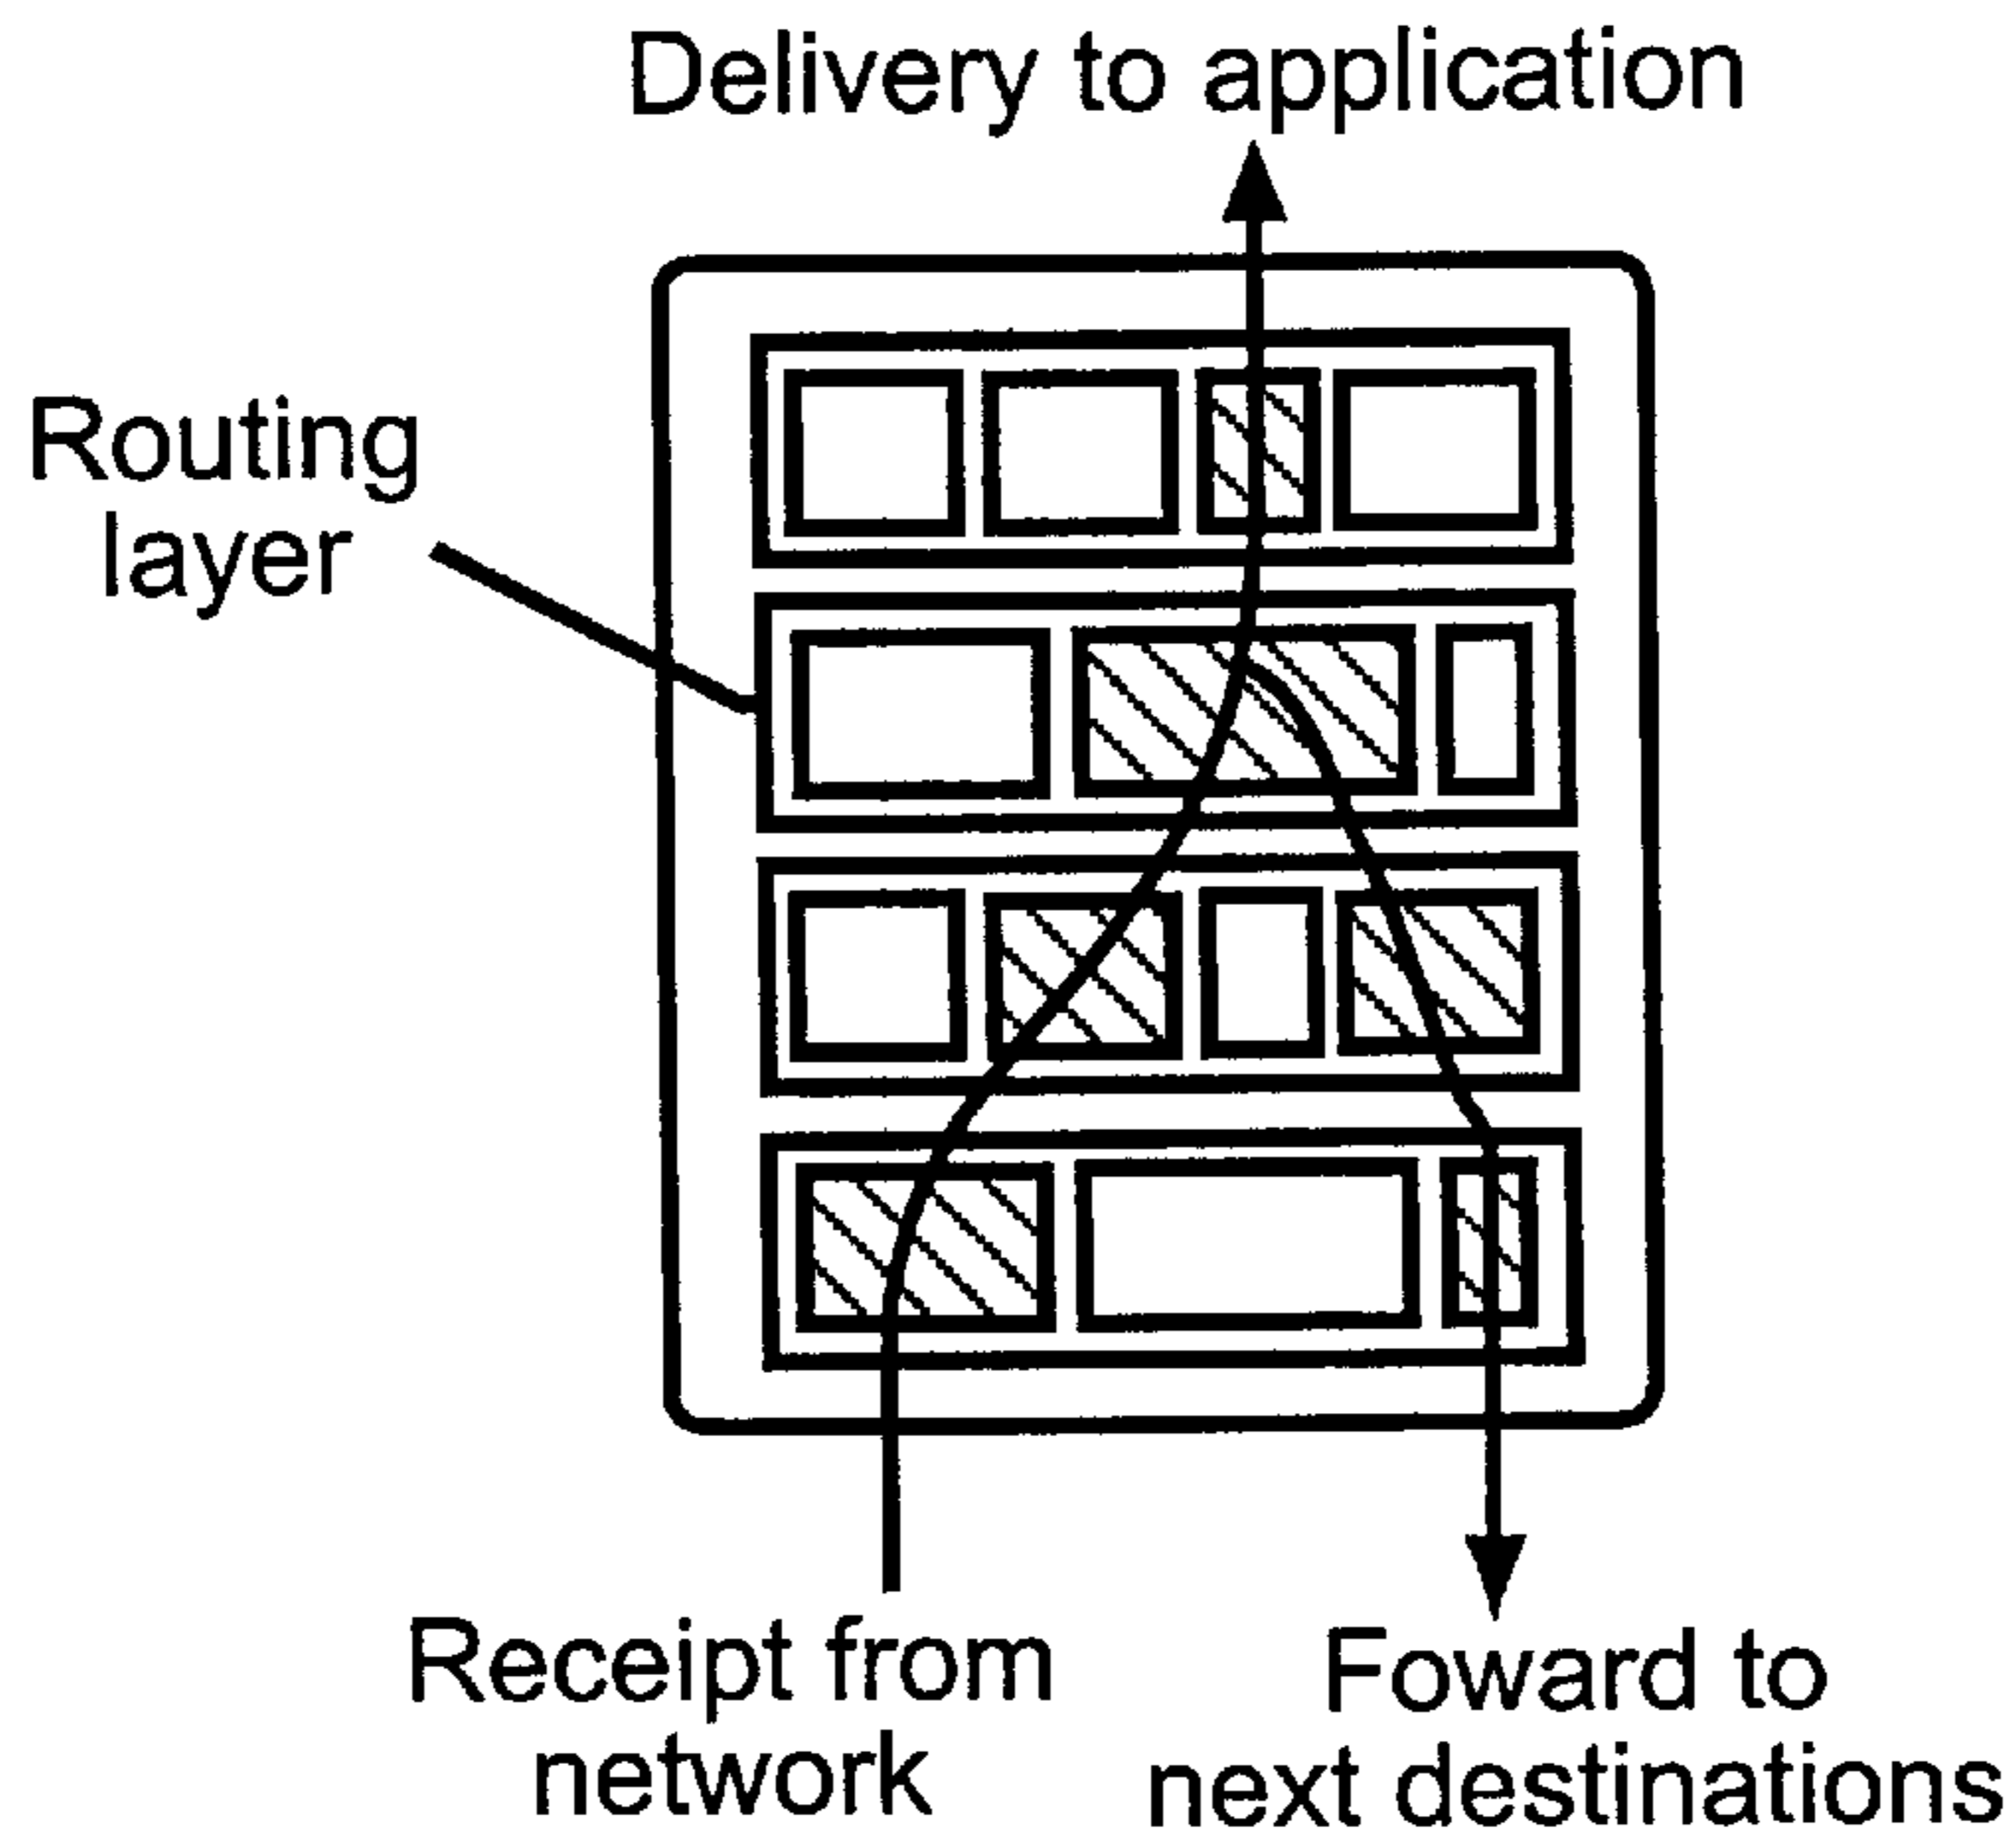 Delivery to application
Routing
layer
Receipt from
network
Foward to
next destinations